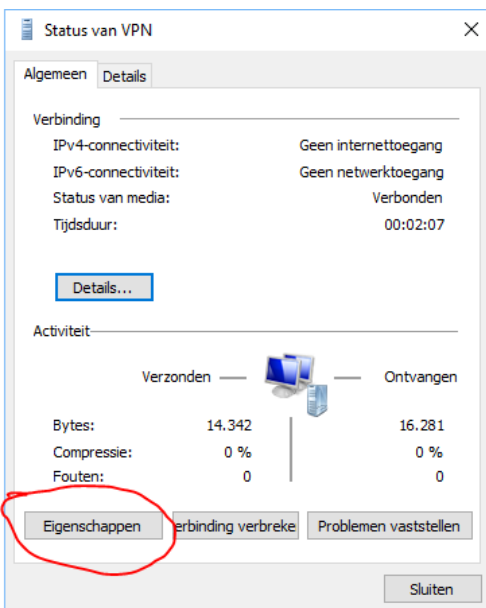 Status van VPN
Algemeen Details
Verbinding
IPv4-connectiviteit: Geen internettoegang
IPv6-connectiviteit: Geen netwerktoegang
Status van media: Verbonden
Tijdsduur: 00:02:07
Details...
Activiteit
Verzonden Ontvangen
Bytes: 14.342 16.281
Compressie: 0 % 0 %
Fouten: 0 0
Eigenschappen erbinding verbreke Problemen vaststellen
Sluiten